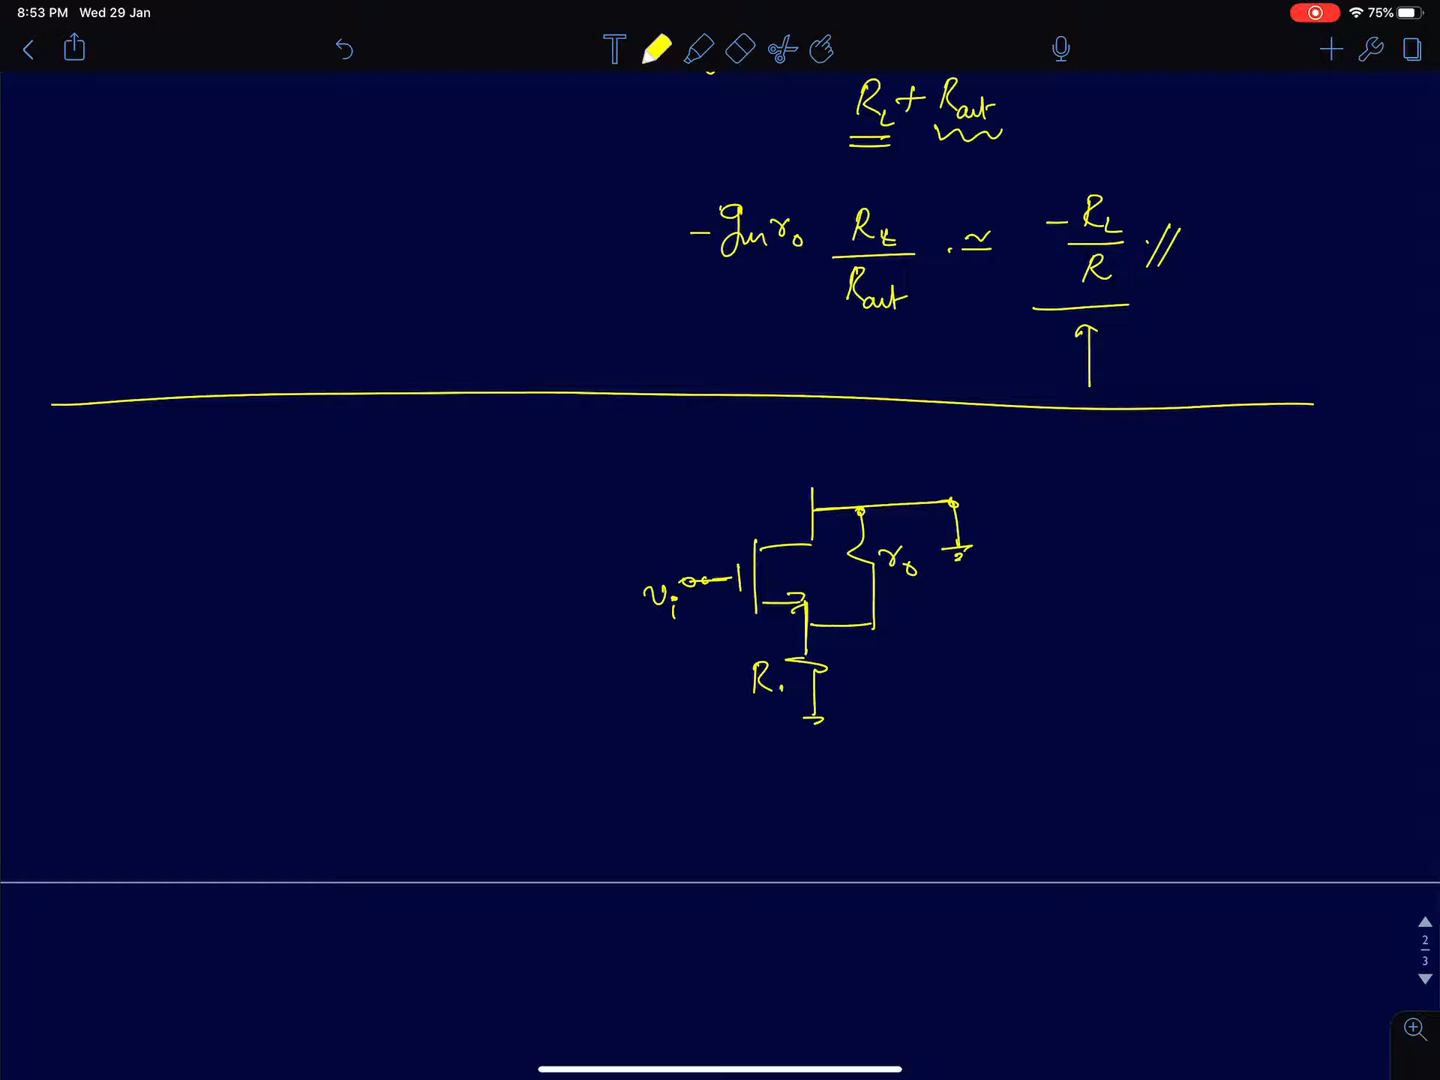 8:53 PM Wed 29 Jan
75%
T
R_L + R_out
- g_m r_o R_L / R_out . ≃ - R_L / R . //
r_o
v_i
R.
2
3